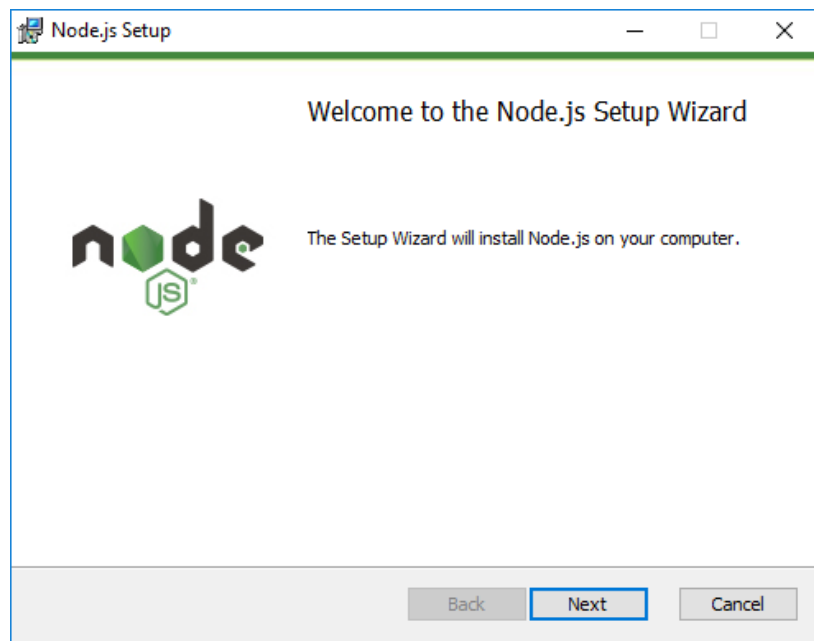 Node.js Setup
Welcome to the Node.js Setup Wizard
node
JS®
The Setup Wizard will install Node.js on your computer.
Back Next Cancel